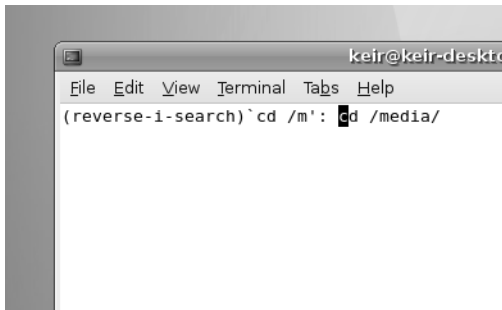 keir@keir-deskto
File Edit View Terminal Tabs Help
(reverse-i-search)`cd /m': cd /media/